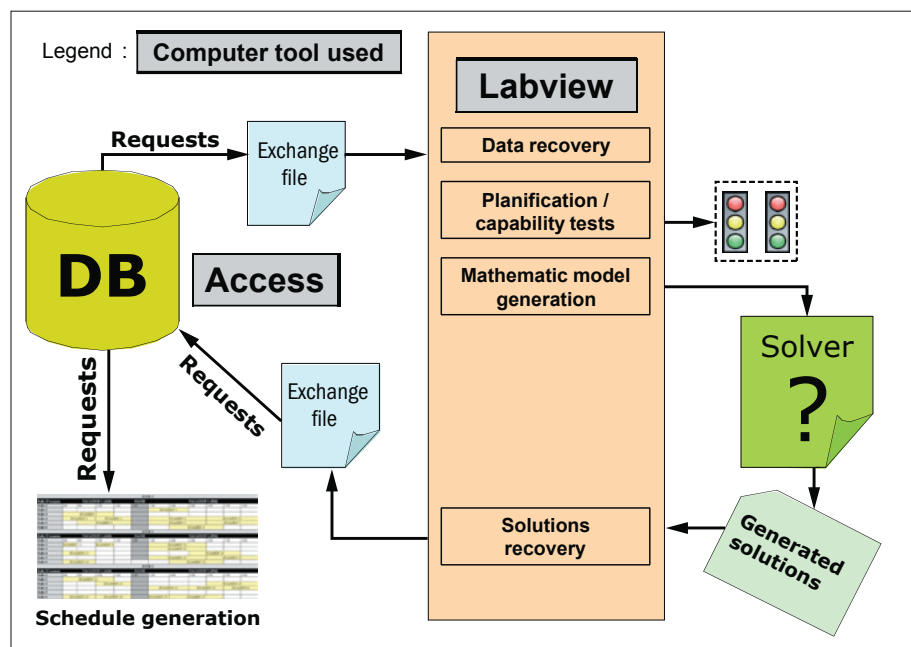 Legend : Computer tool used
Labview
Requests
Exchange
file
Data recovery
Planification /
capability tests
Mathematic model
generation
DB
Access
Solver
?
Requests
Exchange
file
Requests
Solutions
recovery
Generated
solutions
Schedule generation